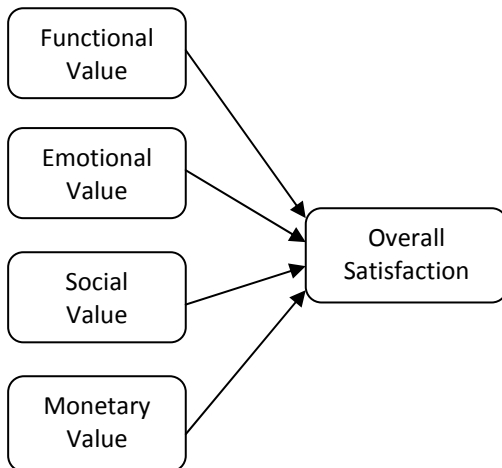 Functional
Value
Emotional
Value
Overall
Satisfaction
Social
Value
Monetary
Value